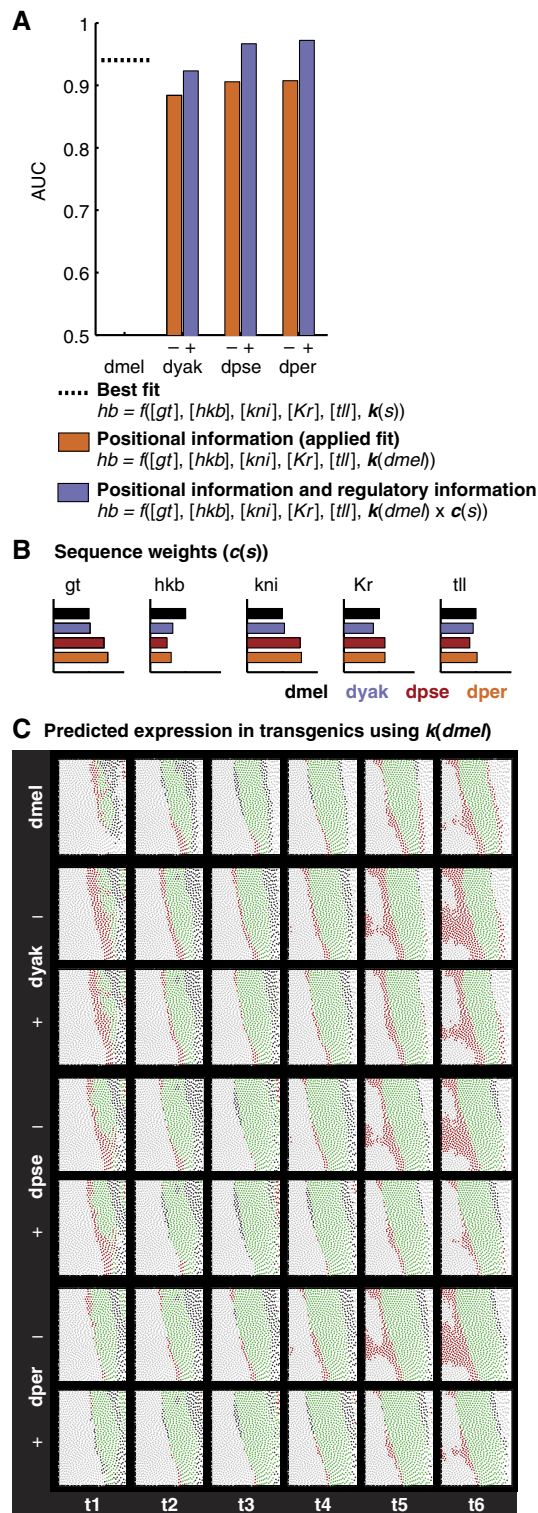 A
1
0.9
0.8
0.7
0.6
0.5
AUC
– + – + – +
dmel dyak dpse dper
Best fit
hb = f([gt], [hkb], [kni], [Kr], [tll], k(s))
Positional information (applied fit)
hb = f([gt], [hkb], [kni], [Kr], [tll], k(dmel))
Positional information and regulatory information
hb = f([gt], [hkb], [kni], [Kr], [tll], k(dmel) x c(s))
B Sequence weights (c(s))
gt hkb kni Kr tll
dmel dyak dpse dper
C Predicted expression in transgenics using k(dmel)
dmel
–
dyak
+
–
dpse
+
–
dper
+
t1 t2 t3 t4 t5 t6